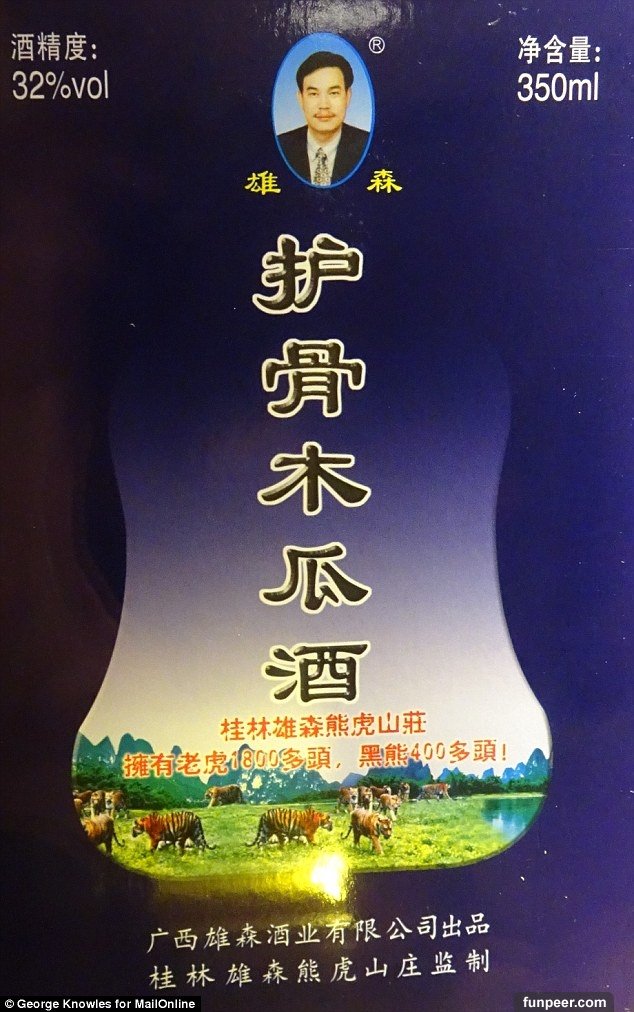 酒精度：
32%vol
®
净含量：
350ml
雄 森
护骨木瓜酒
桂林雄森熊虎山莊
擁有老虎1800多頭，黑熊400多頭！
广西雄森酒业有限公司出品
桂林雄森熊虎山庄监制
© George Knowles for MailOnline
funpeer.com